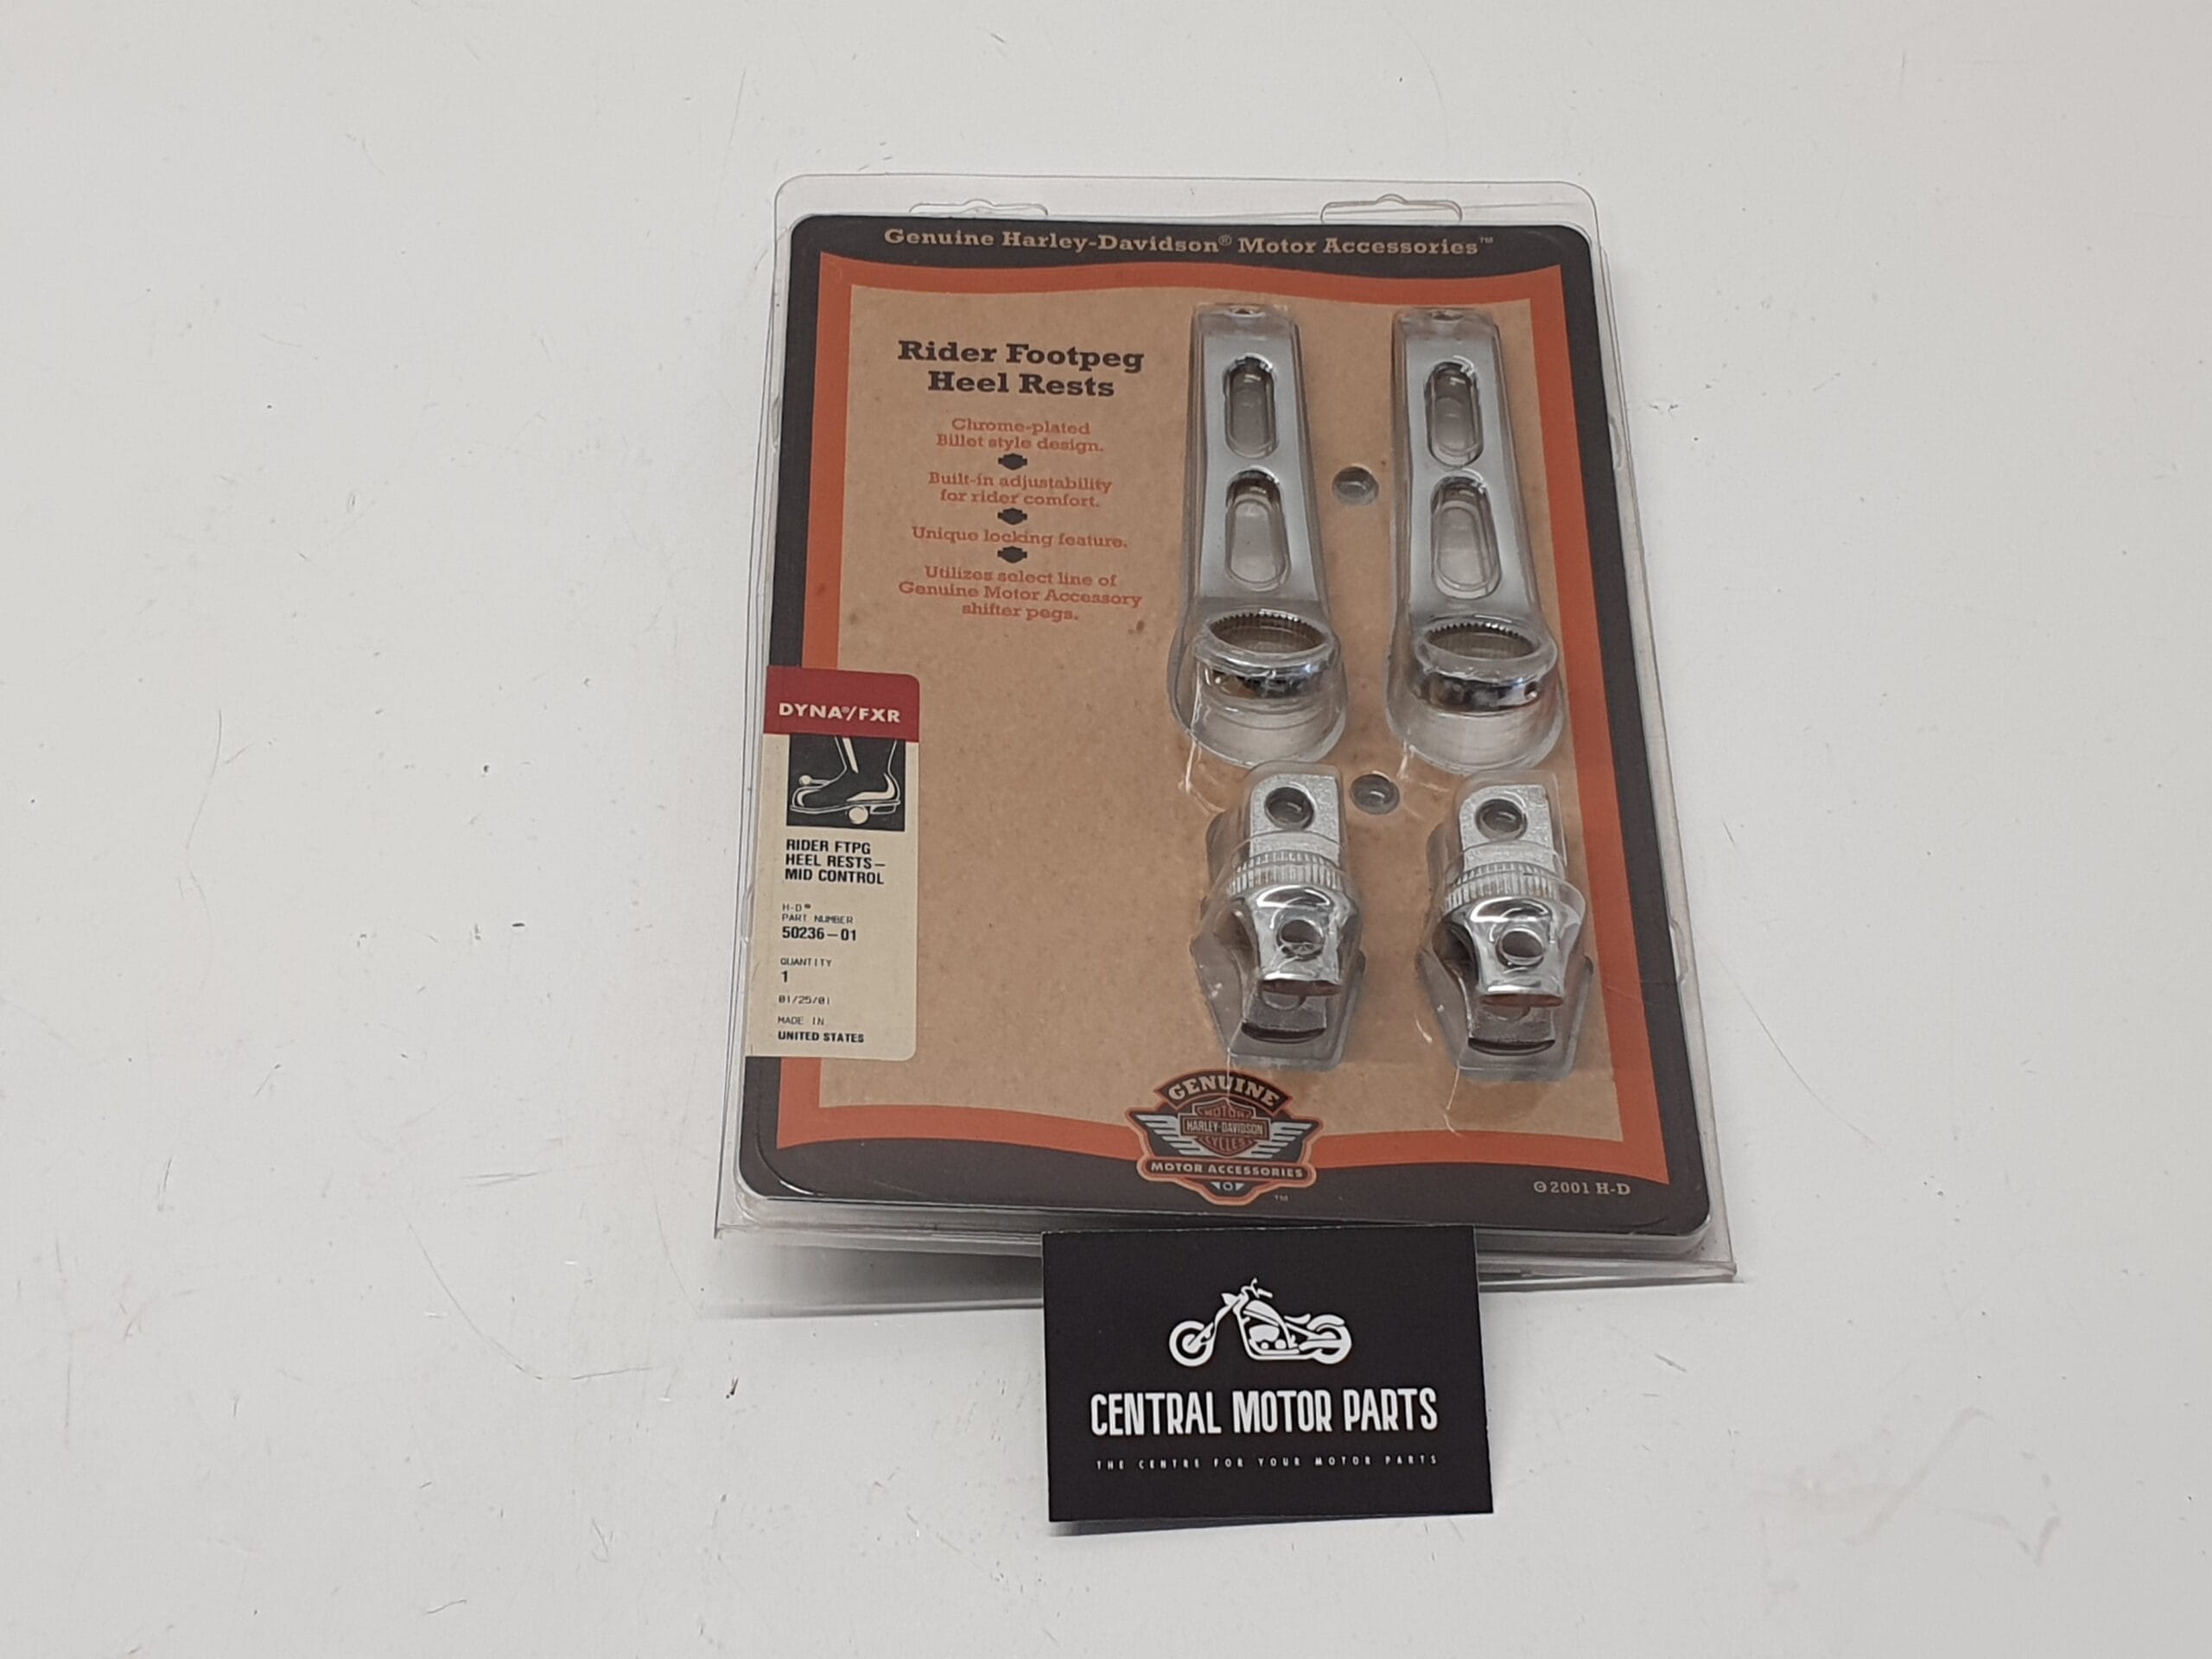 Genuine Harley-Davidson® Motor Accessories™
Rider Footpeg
Heel Rests
Chrome-plated
Billet style design.
Built-in adjustability
for rider comfort.
Unique locking feature.
Utilizes select line of
Genuine Motor Accessory
shifter pegs.
DYNA®/FXR
RIDER FTPG
HEEL RESTS–
MID CONTROL
H-D®
PART NUMBER
50236–01
QUANTITY
1
01/25/01
MADE IN
UNITED STATES
GENUINE
MOTOR
HARLEY-DAVIDSON
CYCLES
MOTOR ACCESSORIES
™
©2001 H-D
CENTRAL MOTOR PARTS
THE CENTRE FOR YOUR MOTOR PARTS